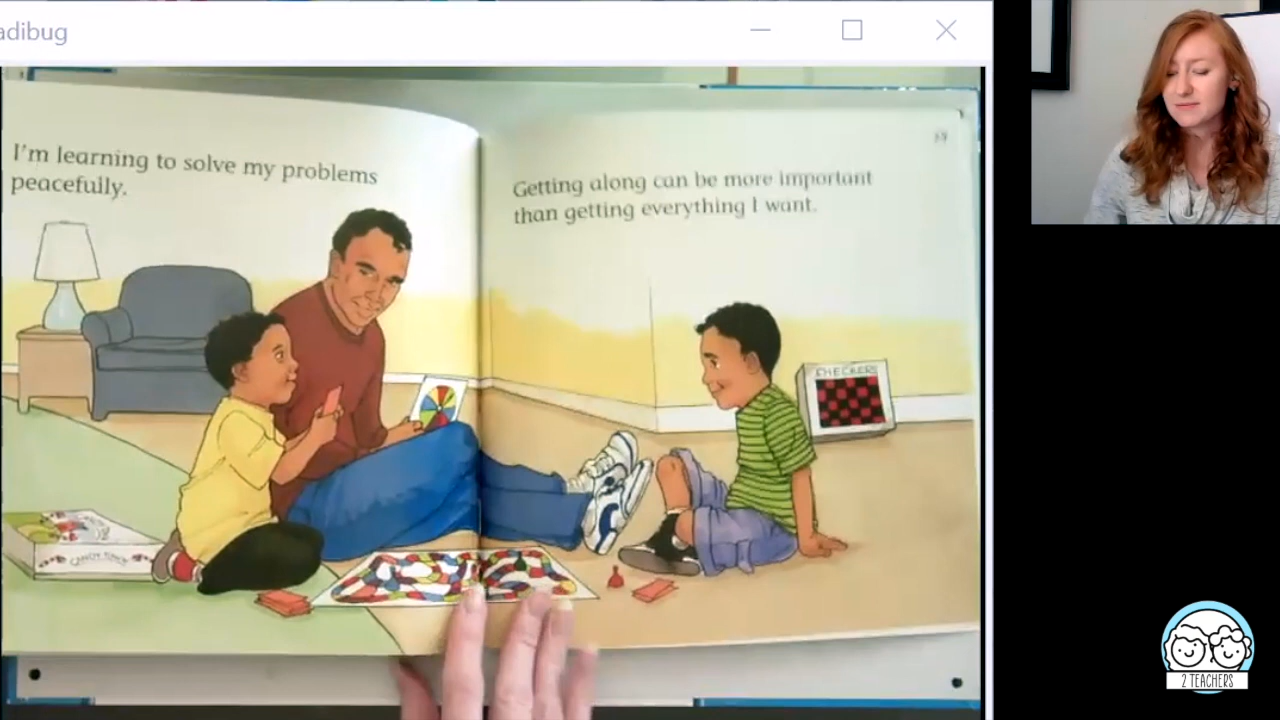 adibug
I'm learning to solve my problems
peacefully.
Getting along can be more important
than getting everything I want.
CHECKERS
2 TEACHERS